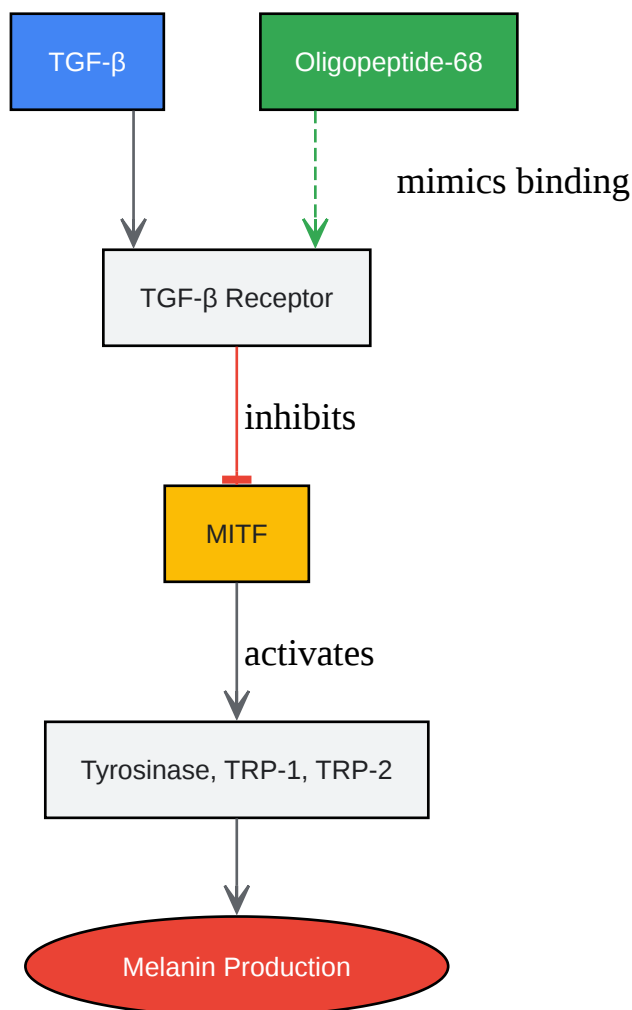 TGF-β
Oligopeptide-68
mimics binding
TGF-β Receptor
inhibits
MITF
activates
Tyrosinase, TRP-1, TRP-2
Melanin Production